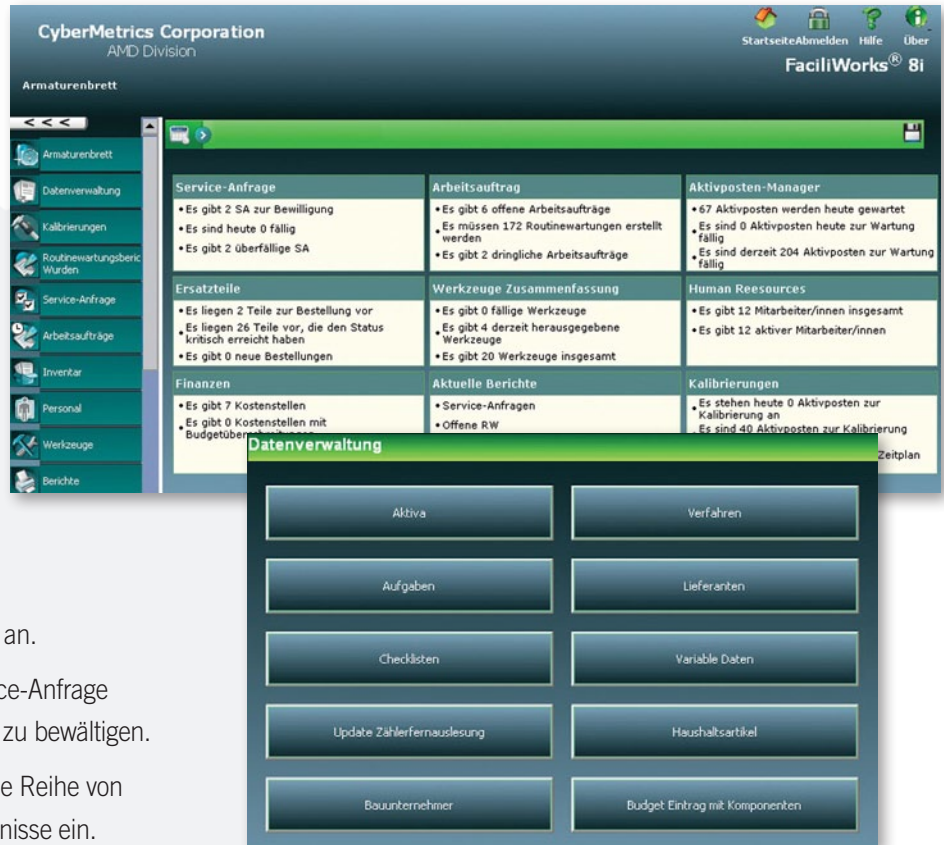 CyberMetrics Corporation
AMD Division
Startseite Abmelden Hilfe Über
FaciliWorks® 8i
Armaturenbrett
< < <
Armaturenbrett
Datenverwaltung
Kalibrierungen
Routinewartungsberic
Wurden
Service-Anfrage
Arbeitsaufträge
Inventar
Personal
Werkzeuge
Berichte
Service-Anfrage
• Es gibt 2 SA zur Bewilligung
• Es sind heute 0 fällig
• Es gibt 2 überfällige SA
Arbeitsauftrag
• Es gibt 6 offene Arbeitsaufträge
• Es müssen 172 Routinewartungen erstellt
werden
• Es gibt 2 dringliche Arbeitsaufträge
Aktivposten-Manager
• 67 Aktivposten werden heute gewartet
• Es sind 0 Aktivposten heute zur Wartung
fällig
• Es sind derzeit 204 Aktivposten zur Wartung
fällig
Ersatzteile
• Es liegen 2 Teile zur Bestellung vor
• Es liegen 26 Teile vor, die den Status
kritisch erreicht haben
• Es gibt 0 neue Bestellungen
Werkzeuge Zusammenfassung
• Es gibt 0 fällige Werkzeuge
• Es gibt 4 derzeit herausgegebene
Werkzeuge
• Es gibt 20 Werkzeuge insgesamt
Human Reesources
• Es gibt 12 Mitarbeiter/innen insgesamt
• Es gibt 12 aktiver Mitarbeiter/innen
Finanzen
• Es gibt 7 Kostenstellen
• Es gibt 0 Kostenstellen mit
Aktuelle Berichte
• Service-Anfragen
• Offene RW
Kalibrierungen
• Es stehen heute 0 Aktivposten zur
Kalibrierung an
• Es sind 40 Aktivposten zur Kalibrierung
Zeitplan
Datenverwaltung
Aktiva
Verfahren
Aufgaben
Lieferanten
Checklisten
Variable Daten
Update Zählerfernauslesung
Haushaltsartikel
Bauunternehmer
Budget Eintrag mit Komponenten
an.
ce-Anfrage
zu bewältigen.
e Reihe von
nisse ein.